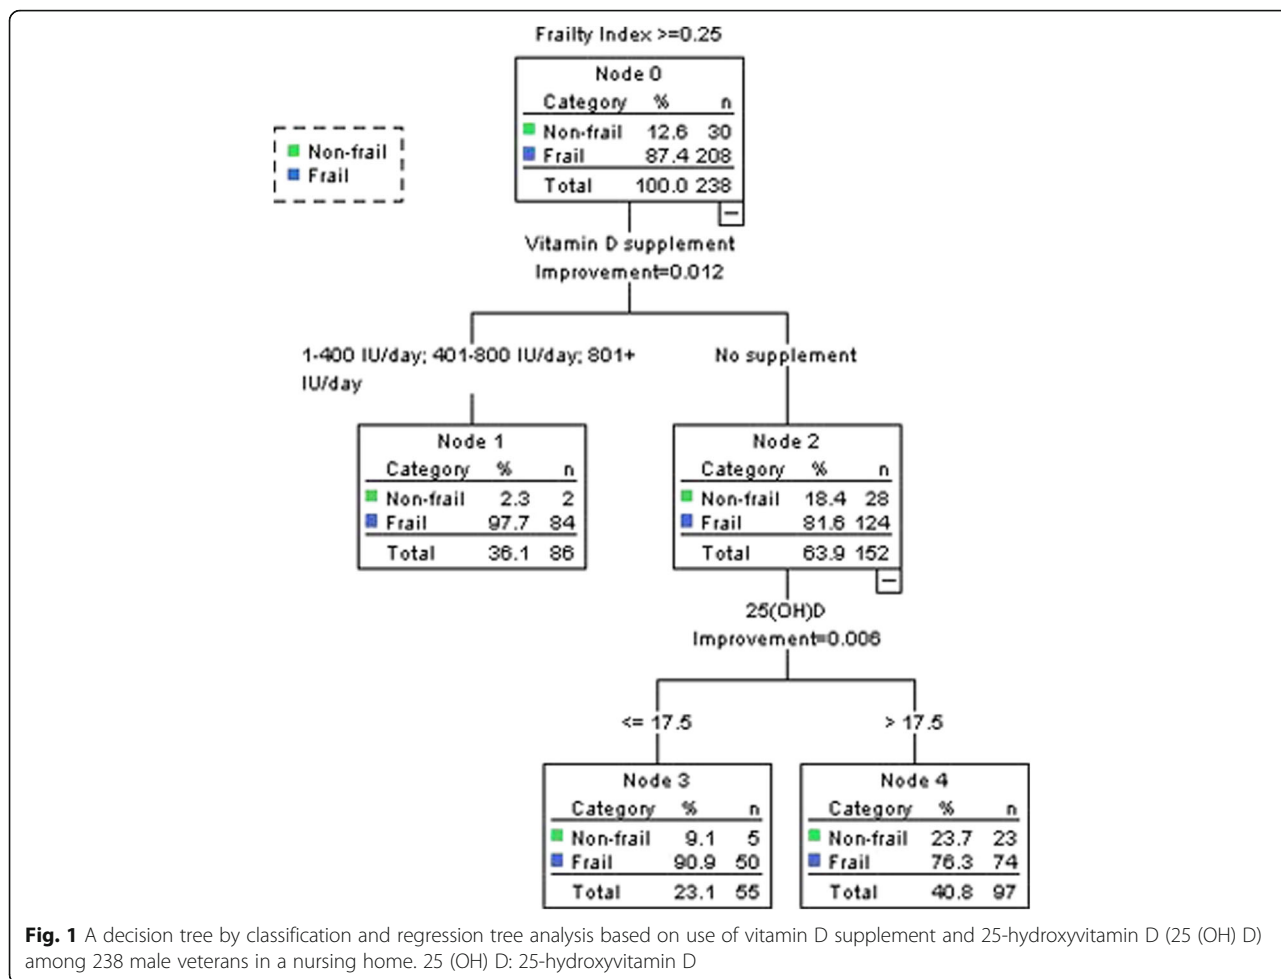 Frailty Index >=0.25
Node 0
Category % n
Non-frail 12.6 30
Frail 87.4 208
Total 100.0 238
Non-frail
Frail
Vitamin D supplement
Improvement=0.012
1-400 IU/day; 401-800 IU/day; 801+
IU/day
No supplement
Node 1
Category % n
Non-frail 2.3 2
Frail 97.7 84
Total 36.1 86
Node 2
Category % n
Non-frail 18.4 28
Frail 81.6 124
Total 63.9 152
25(OH)D
Improvement=0.006
<= 17.5
> 17.5
Node 3
Category % n
Non-frail 9.1 5
Frail 90.9 50
Total 23.1 55
Node 4
Category % n
Non-frail 23.7 23
Frail 76.3 74
Total 40.8 97
Fig. 1 A decision tree by classification and regression tree analysis based on use of vitamin D supplement and 25-hydroxyvitamin D (25 (OH) D)
among 238 male veterans in a nursing home. 25 (OH) D: 25-hydroxyvitamin D